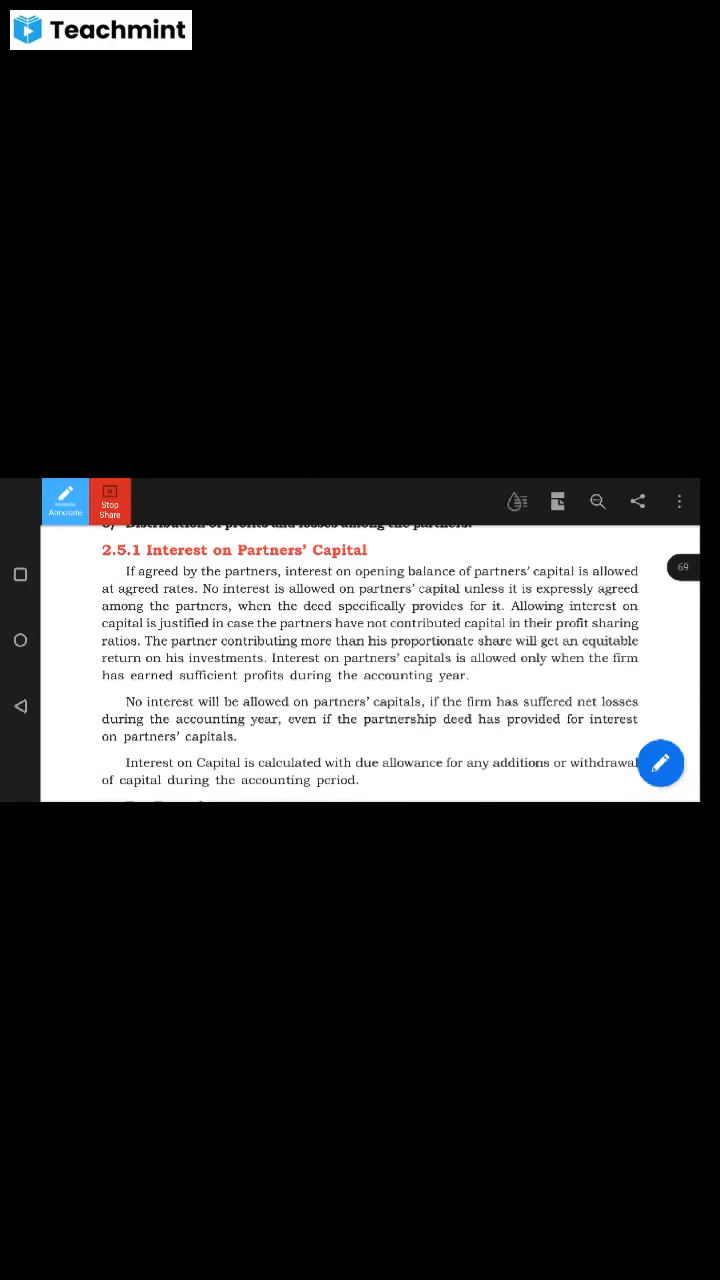 Teachmint
Annotate
Stop
Share
Distribution of profits and losses among the partners.
2.5.1 Interest on Partners' Capital
69
If agreed by the partners, interest on opening balance of partners' capital is allowed
at agreed rates. No interest is allowed on partners' capital unless it is expressly agreed
among the partners, when the deed specifically provides for it. Allowing interest on
capital is justified in case the partners have not contributed capital in their profit sharing
ratios. The partner contributing more than his proportionate share will get an equitable
return on his investments. Interest on partners' capitals is allowed only when the firm
has earned sufficient profits during the accounting year.
No interest will be allowed on partners' capitals, if the firm has suffered net losses
during the accounting year, even if the partnership deed has provided for interest
on partners' capitals.
Interest on Capital is calculated with due allowance for any additions or withdrawal
of capital during the accounting period.